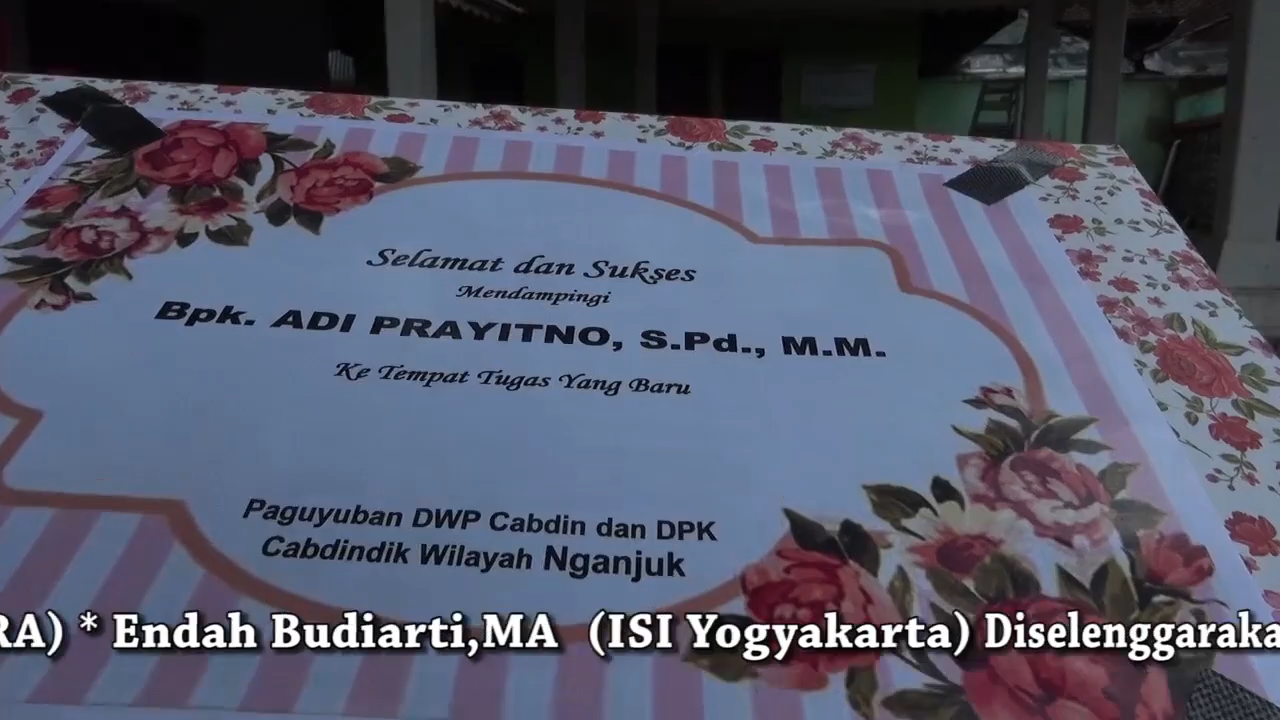 Selamat dan Sukses
Mendampingi
Bpk. ADI PRAYITNO, S.Pd., M.M.
Ke Tempat Tugas Yang Baru
Paguyuban DWP Cabdin dan DPK
Cabdindik Wilayah Nganjuk
RA) * Endah Budiarti,MA (ISI Yogyakarta) Diselenggaraka